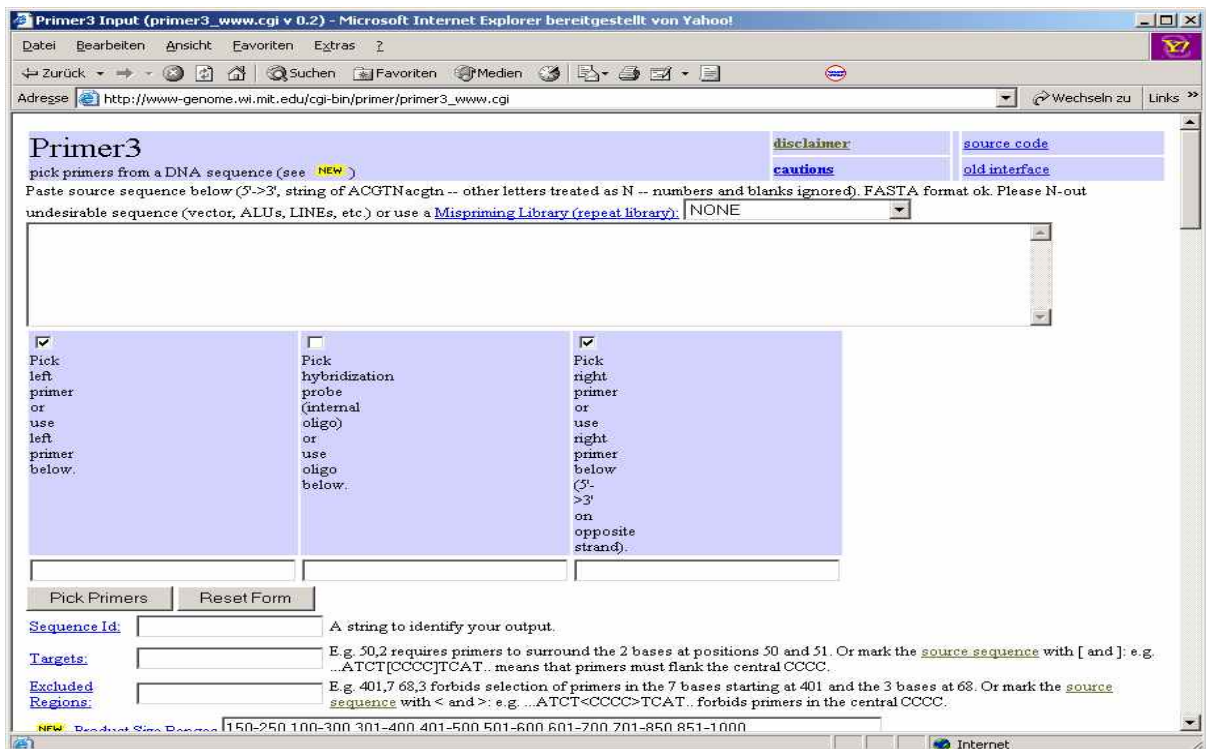 Primer3 Input (primer3_www.cgi v 0.2) - Microsoft Internet Explorer bereitgestellt von Yahoo!
Datei Bearbeiten Ansicht Favoriten Extras ?
Zurück Suchen Favoriten Medien
Adresse http://www-genome.wi.mit.edu/cgi-bin/primer/primer3_www.cgi Wechseln zu Links »
Primer3 disclaimer source code
pick primers from a DNA sequence (see NEW ) cautions old interface
Paste source sequence below (5'->3', string of ACGTNacgtn -- other letters treated as N -- numbers and blanks ignored). FASTA format ok. Please N-out
undesirable sequence (vector, ALUs, LINEs, etc.) or use a Mispriming Library (repeat library): NONE
Pick
left
primer
or
use
left
primer
below.
Pick
hybridization
probe
(internal
oligo)
or
use
oligo
below.
Pick
right
primer
or
use
right
primer
below
(5'-
>3'
on
opposite
strand).
Pick Primers Reset Form
Sequence Id: A string to identify your output.
Targets: E.g. 50,2 requires primers to surround the 2 bases at positions 50 and 51. Or mark the source sequence with [ and ]: e.g.
...ATCT[CCCC]TCAT.. means that primers must flank the central CCCC.
Excluded Regions: E.g. 401,7 68,3 forbids selection of primers in the 7 bases starting at 401 and the 3 bases at 68. Or mark the source
sequence with < and >: e.g. ...ATCT<CCCC>TCAT.. forbids primers in the central CCCC.
NEW Product Size Ranges 150-250 100-300 301-400 401-500 501-600 601-700 701-850 851-1000
Internet